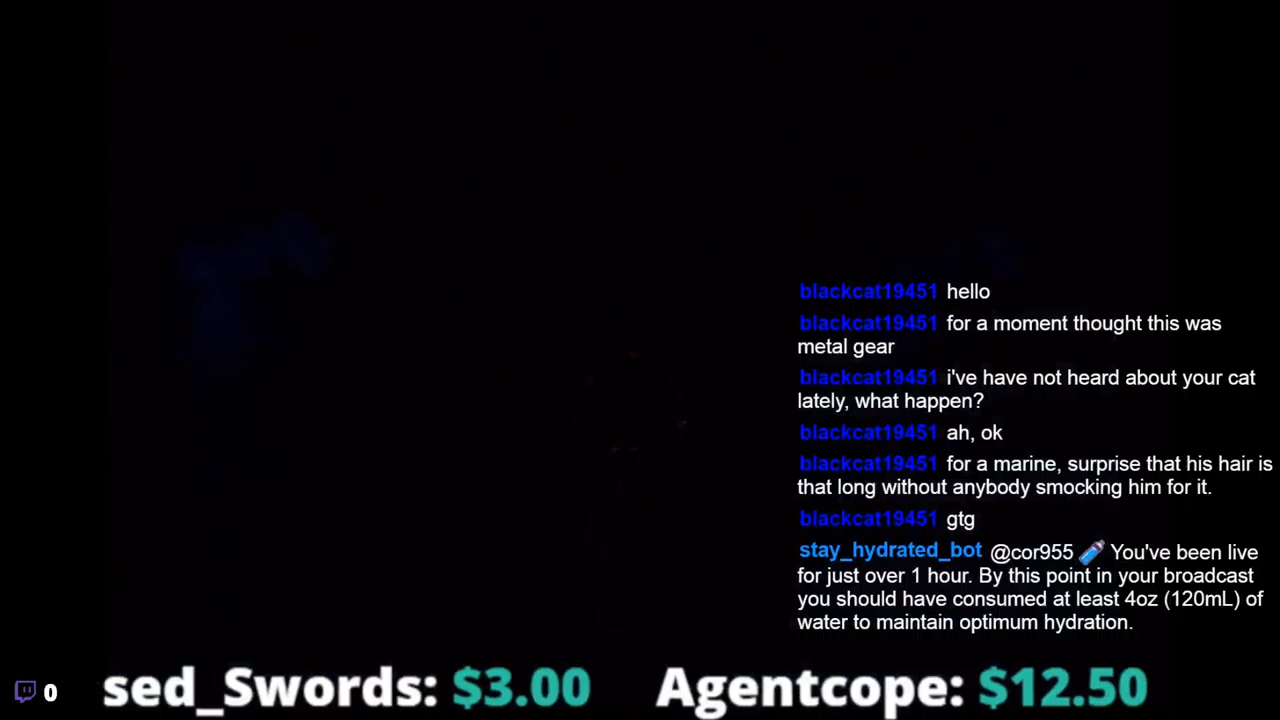 blackcat19451 hello
blackcat19451 for a moment thought this was
metal gear
blackcat19451 i've have not heard about your cat
lately, what happen?
blackcat19451 ah, ok
blackcat19451 for a marine, surprise that his hair is
that long without anybody smocking him for it.
blackcat19451 gtg
stay_hydrated_bot @cor955 You've been live
for just over 1 hour. By this point in your broadcast
you should have consumed at least 4oz (120mL) of
water to maintain optimum hydration.
0 sed_Swords: $3.00 Agentcope: $12.50